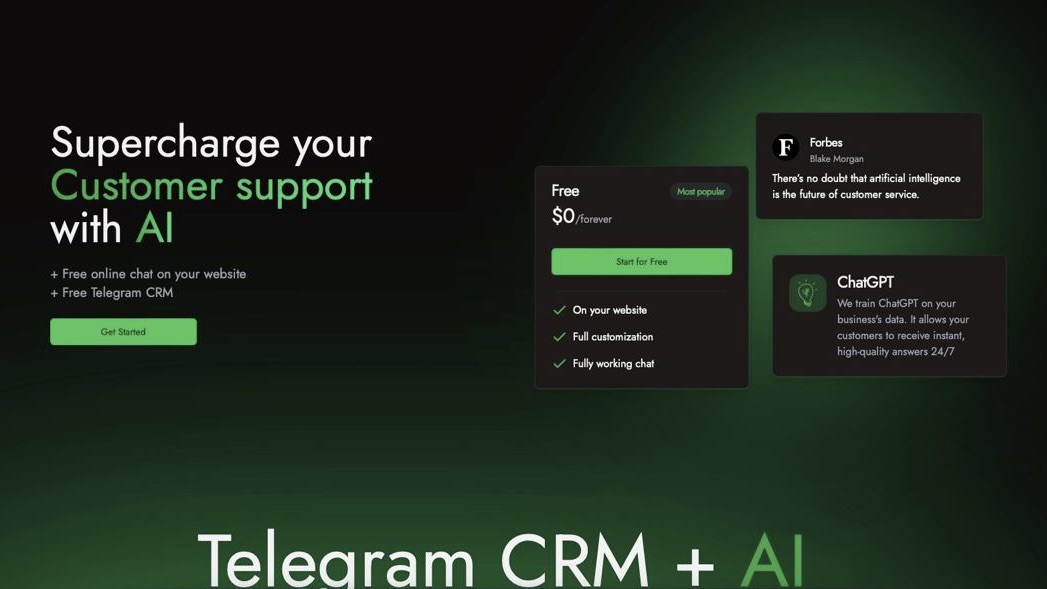 Supercharge your
Customer support
with AI
+ Free online chat on your website
+ Free Telegram CRM
Get Started
Free
Most popular
$0/forever
Start for Free
On your website
Full customization
Fully working chat
F
Forbes
Blake Morgan
There's no doubt that artificial intelligence
is the future of customer service.
ChatGPT
We train ChatGPT on your
business's data. It allows your
customers to receive instant,
high-quality answers 24/7
Telegram CRM + AI